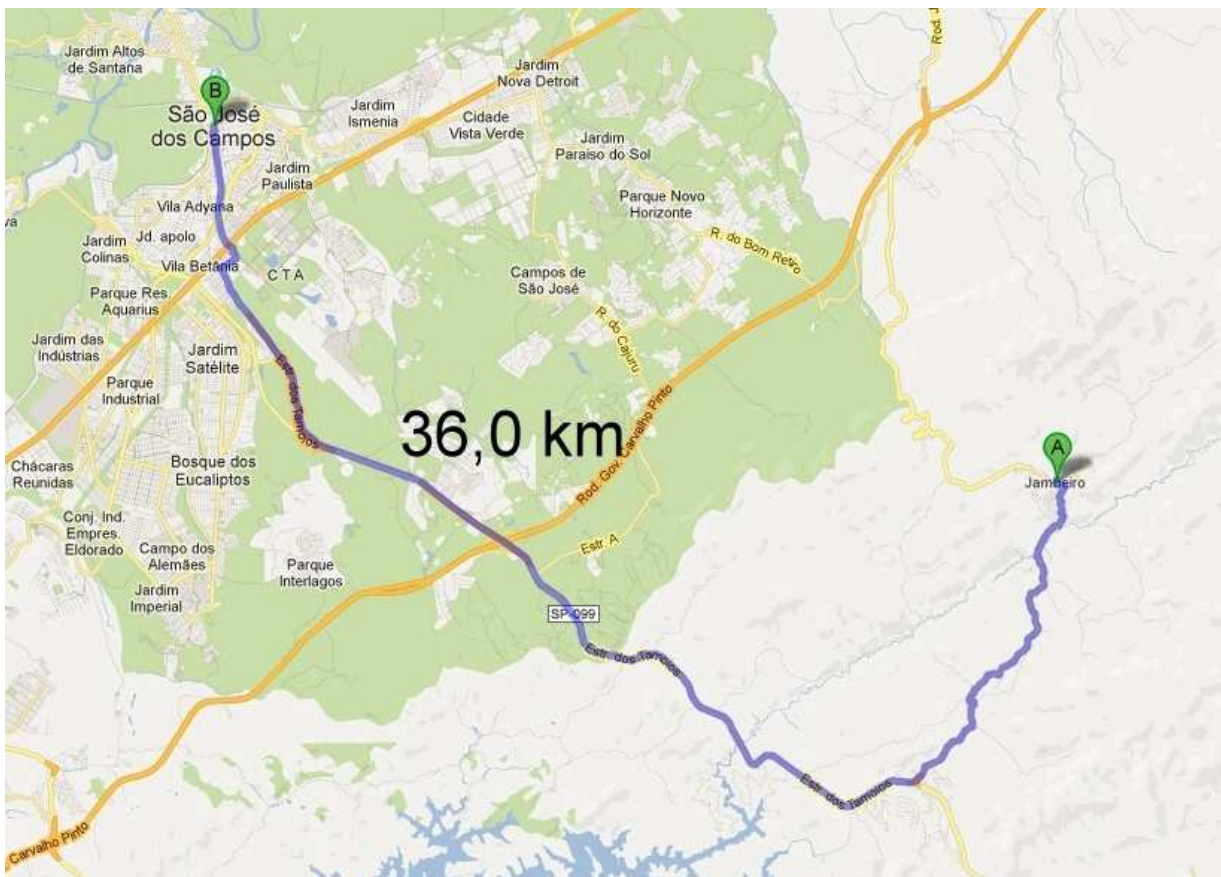 Jardim Altos
de Santana
B
São José
dos Campos
Jardim
Ismenia
Jardim
Nova Detroit
Cidade
Vista Verde
Jardim
Paraiso do Sol
Parque Novo
Horizonte
R. do Bom Retiro
Rod. J
Jardim
Paulista
Vila Adyana
va
Jardim
Colinas
Jd. apolo
Vila Betânia
C T A
Parque Res.
Aquarius
Campos de
São José
R. do Cajuru
Jardim das
Indústrias
Jardim
Satélite
Parque
Industrial
Estr. dos Tamoios
36,0 km
Rod. Gov. Carvalho Pinto
A
Jambeiro
Chácaras
Reunidas
Bosque dos
Eucaliptos
Conj. Ind.
Empres.
Eldorado
Campo dos
Alemães
Parque
Interlagos
Jardim
Imperial
Estr. A
SP-099
Estr. dos Tamoios
Estr. dos Tamoios
Carvalho Pinto